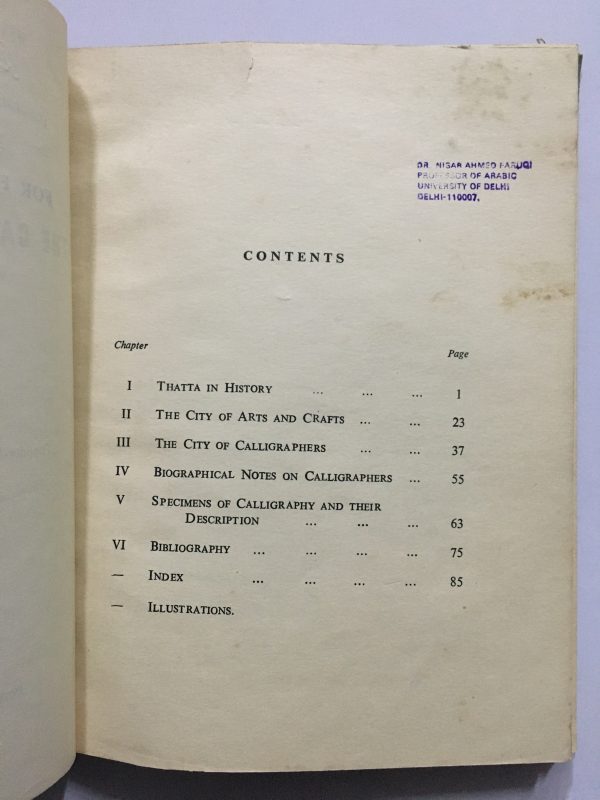 DR. NISAR AHMED FARUQI
PROFESSOR OF ARABIC
UNIVERSITY OF DELHI
DELHI-110007.
CONTENTS
Chapter Page
I THATTA IN HISTORY ... ... ... 1
II THE CITY OF ARTS AND CRAFTS ... ... 23
III THE CITY OF CALLIGRAPHERS ... ... 37
IV BIOGRAPHICAL NOTES ON CALLIGRAPHERS ... 55
V SPECIMENS OF CALLIGRAPHY AND THEIR
DESCRIPTION ... ... ... 63
VI BIBLIOGRAPHY ... ... ... ... 75
— INDEX ... ... ... ... 85
— ILLUSTRATIONS.